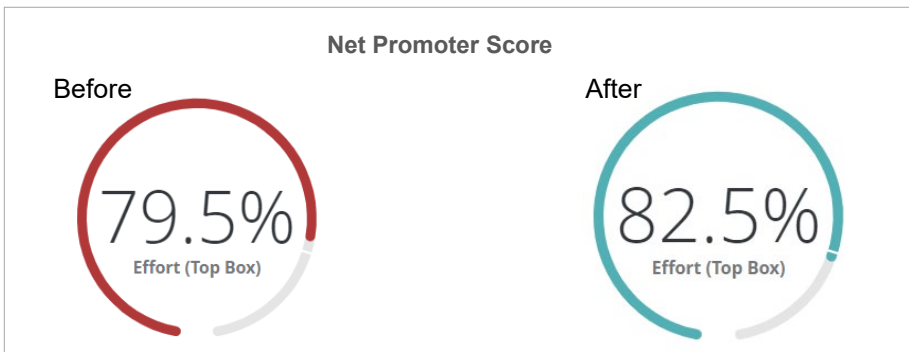 Net Promoter Score
Before
79.5%
Effort (Top Box)
After
82.5%
Effort (Top Box)